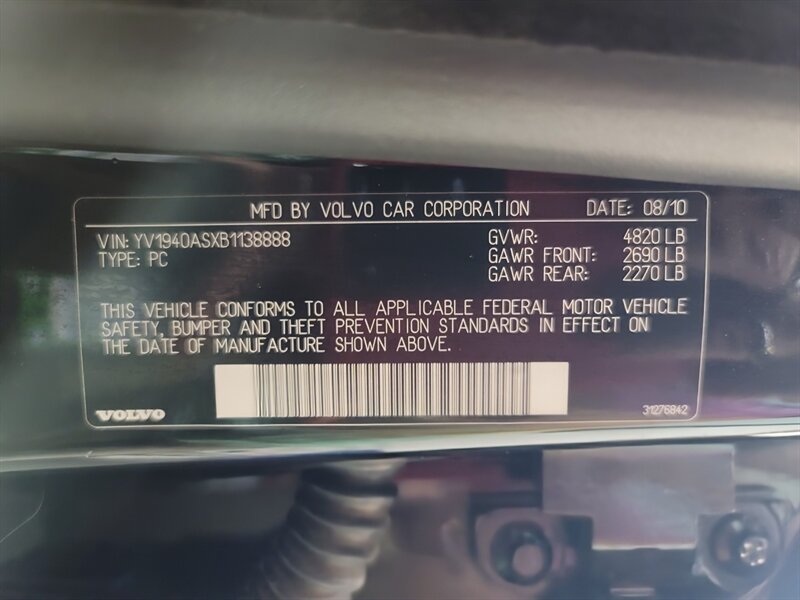 MFD BY VOLVO CAR CORPORATION DATE: 08/10
VIN: YV1940ASXB1138888 GVWR: 4820 LB
TYPE: PC GAWR FRONT: 2690 LB
GAWR REAR: 2270 LB
THIS VEHICLE CONFORMS TO ALL APPLICABLE FEDERAL MOTOR VEHICLE
SAFETY, BUMPER AND THEFT PREVENTION STANDARDS IN EFFECT ON
THE DATE OF MANUFACTURE SHOWN ABOVE.
VOLVO 31276842